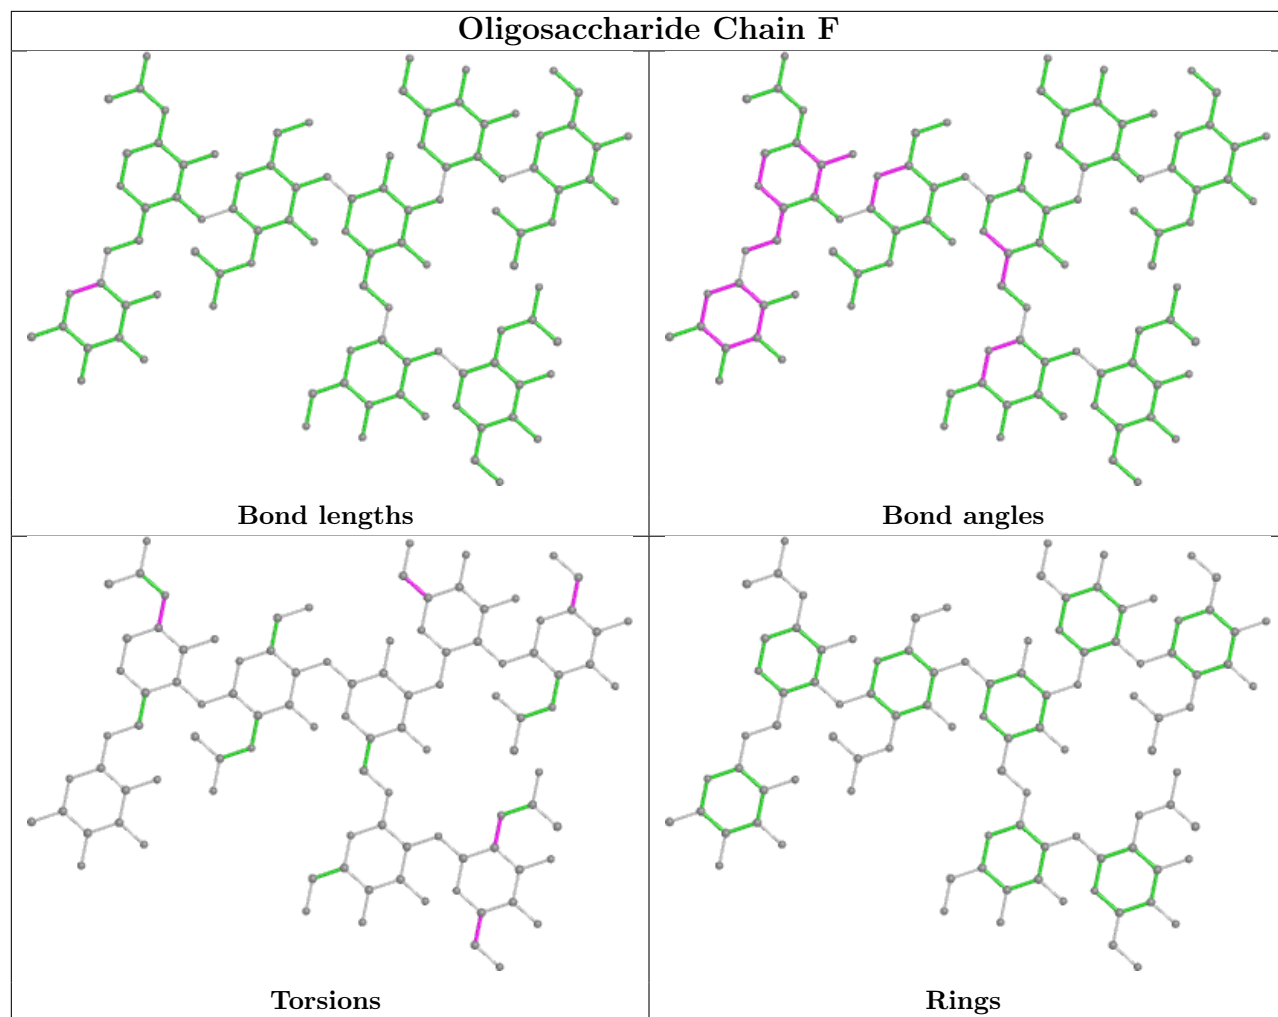 Oligosaccharide Chain F
Bond lengths
Bond angles
Torsions
Rings